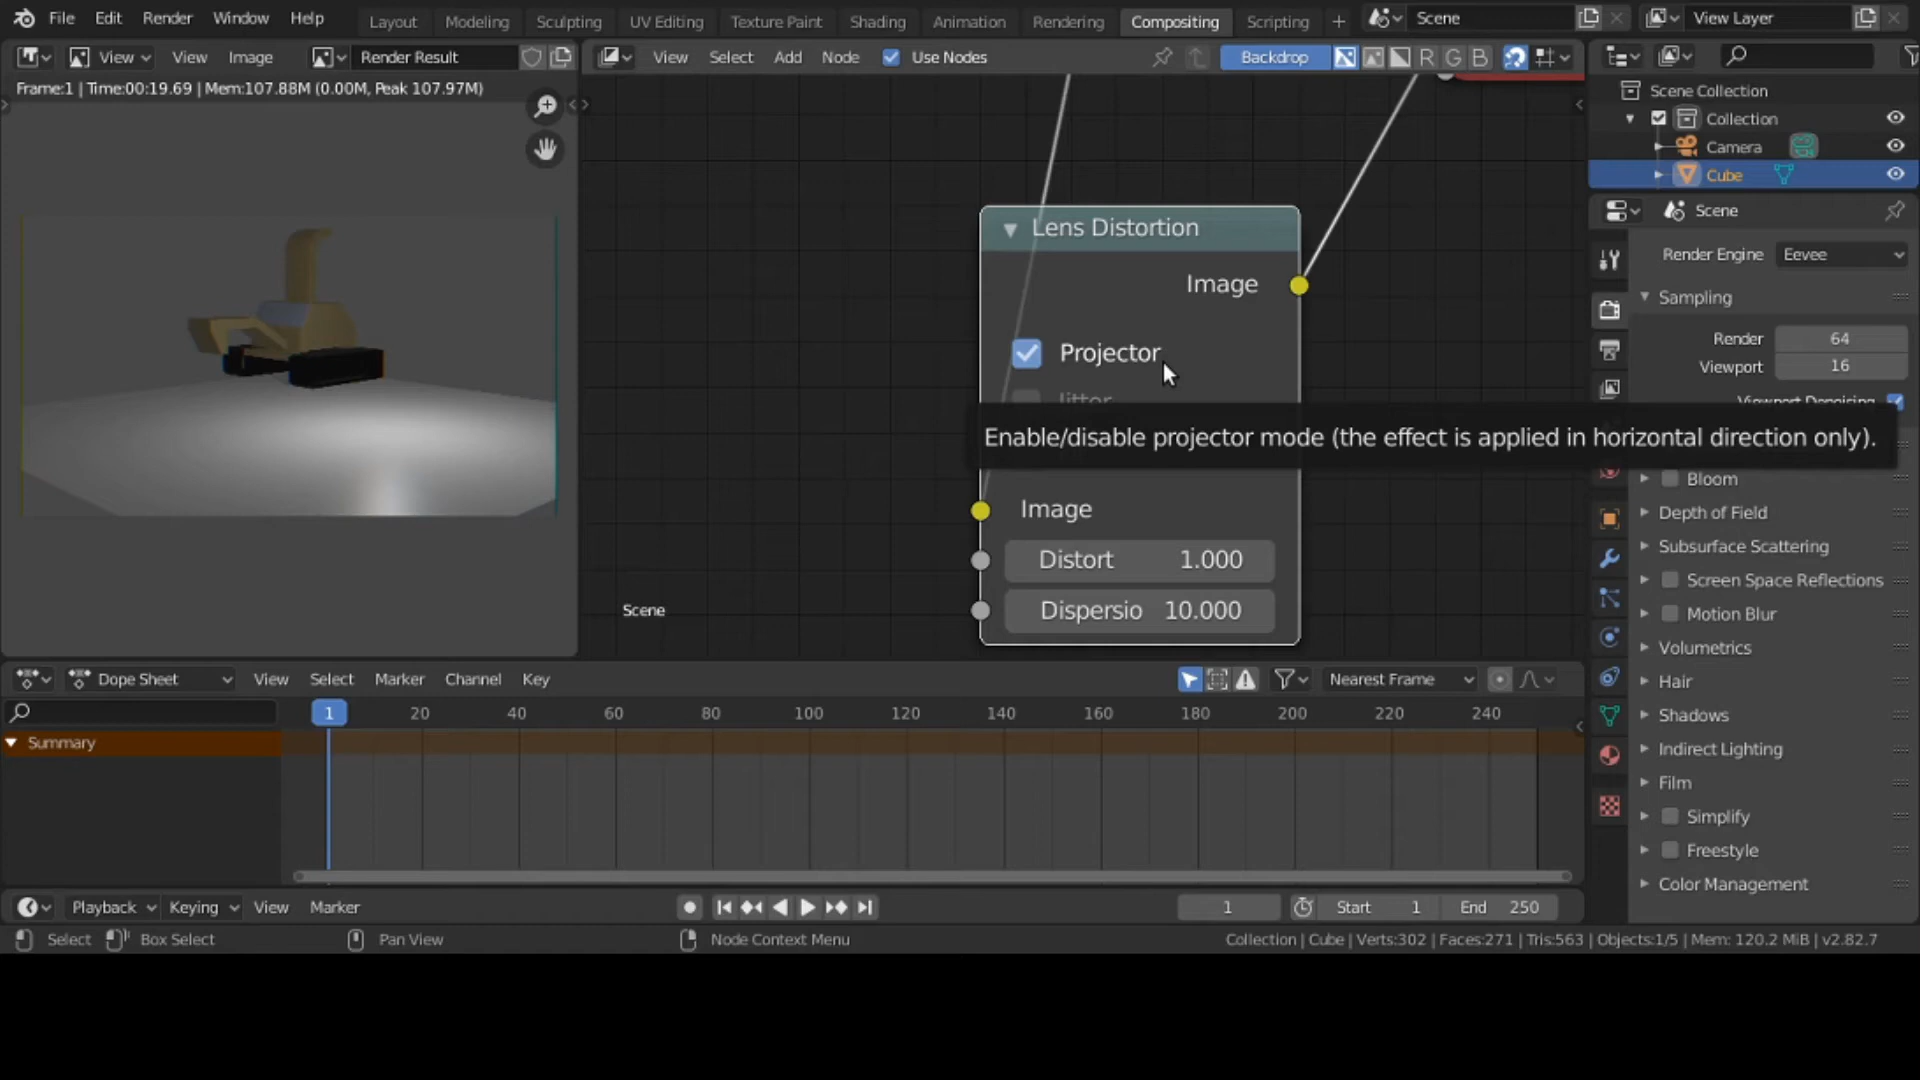 File Edit Render Window Help Layout Modeling Sculpting UV Editing Texture Paint Shading Animation Rendering Compositing Scripting + Scene View Layer
View View Image Render Result View Select Add Node Use Nodes Backdrop R G B
Frame:1 | Time:00:19.69 | Mem:107.88M (0.00M, Peak 107.97M)
Scene Collection
Collection
Camera
Cube
Scene
Render Engine Eevee
Sampling
Render 64
Viewport 16
Viewport Denoising
Bloom
Depth of Field
Subsurface Scattering
Screen Space Reflections
Motion Blur
Volumetrics
Hair
Shadows
Indirect Lighting
Film
Simplify
Freestyle
Color Management
Lens Distortion
Image
Projector
Jitter
Enable/disable projector mode (the effect is applied in horizontal direction only).
Image
Distort 1.000
Dispersio 10.000
Scene
Dope Sheet View Select Marker Channel Key Nearest Frame
1 20 40 60 80 100 120 140 160 180 200 220 240
Summary
Playback Keying View Marker 1 Start 1 End 250
Select Box Select Pan View Node Context Menu Collection | Cube | Verts:302 | Faces:271 | Tris:563 | Objects:1/5 | Mem: 120.2 MiB | v2.82.7